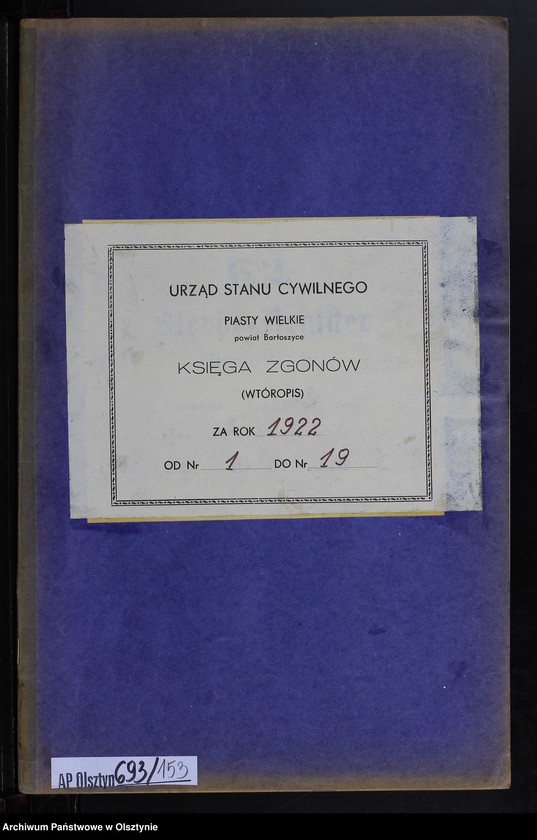 URZĄD STANU CYWILNEGO
PIASTY WIELKIE
powiat Bartoszyce
KSIĘGA ZGONÓW
(WTÓROPIS)
ZA ROK 1922
OD Nr 1 DO Nr 19
AP Olsztyn 693/153
Archiwum Państwowe w Olsztynie